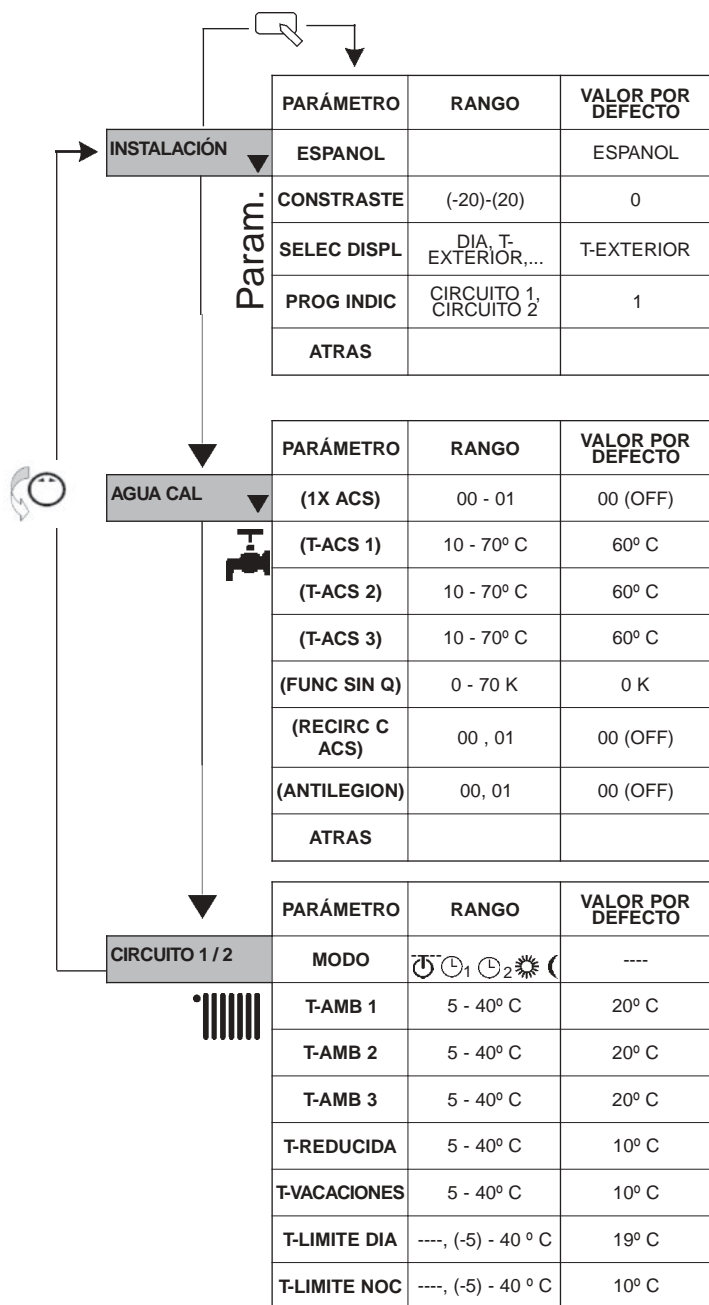 PARÁMETRO RANGO VALOR POR
DEFECTO
INSTALACIÓN
ESPANOL ESPANOL
Param.
CONSTRASTE (-20)-(20) 0
SELEC DISPL DIA, T-
EXTERIOR,... T-EXTERIOR
PROG INDIC CIRCUITO 1,
CIRCUITO 2 1
ATRAS
PARÁMETRO RANGO VALOR POR
DEFECTO
AGUA CAL
(1X ACS) 00 - 01 00 (OFF)
(T-ACS 1) 10 - 70º C 60º C
(T-ACS 2) 10 - 70º C 60º C
(T-ACS 3) 10 - 70º C 60º C
(FUNC SIN Q) 0 - 70 K 0 K
(RECIRC C
ACS) 00 , 01 00 (OFF)
(ANTILEGION) 00, 01 00 (OFF)
ATRAS
PARÁMETRO RANGO VALOR POR
DEFECTO
CIRCUITO 1 / 2
MODO 1 2 ----
T-AMB 1 5 - 40º C 20º C
T-AMB 2 5 - 40º C 20º C
T-AMB 3 5 - 40º C 20º C
T-REDUCIDA 5 - 40º C 10º C
T-VACACIONES 5 - 40º C 10º C
T-LIMITE DIA ----, (-5) - 40 º C 19º C
T-LIMITE NOC ----, (-5) - 40 º C 10º C